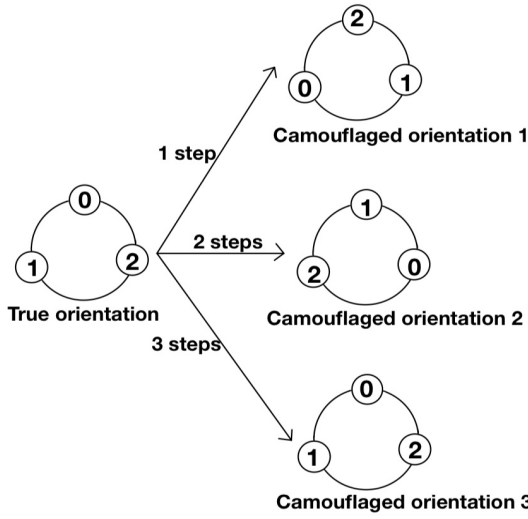 2
0
1
Camouflaged orientation 1
1 step
0
1
2
True orientation
2 steps
1
2
0
Camouflaged orientation 2
3 steps
0
1
2
Camouflaged orientation 3